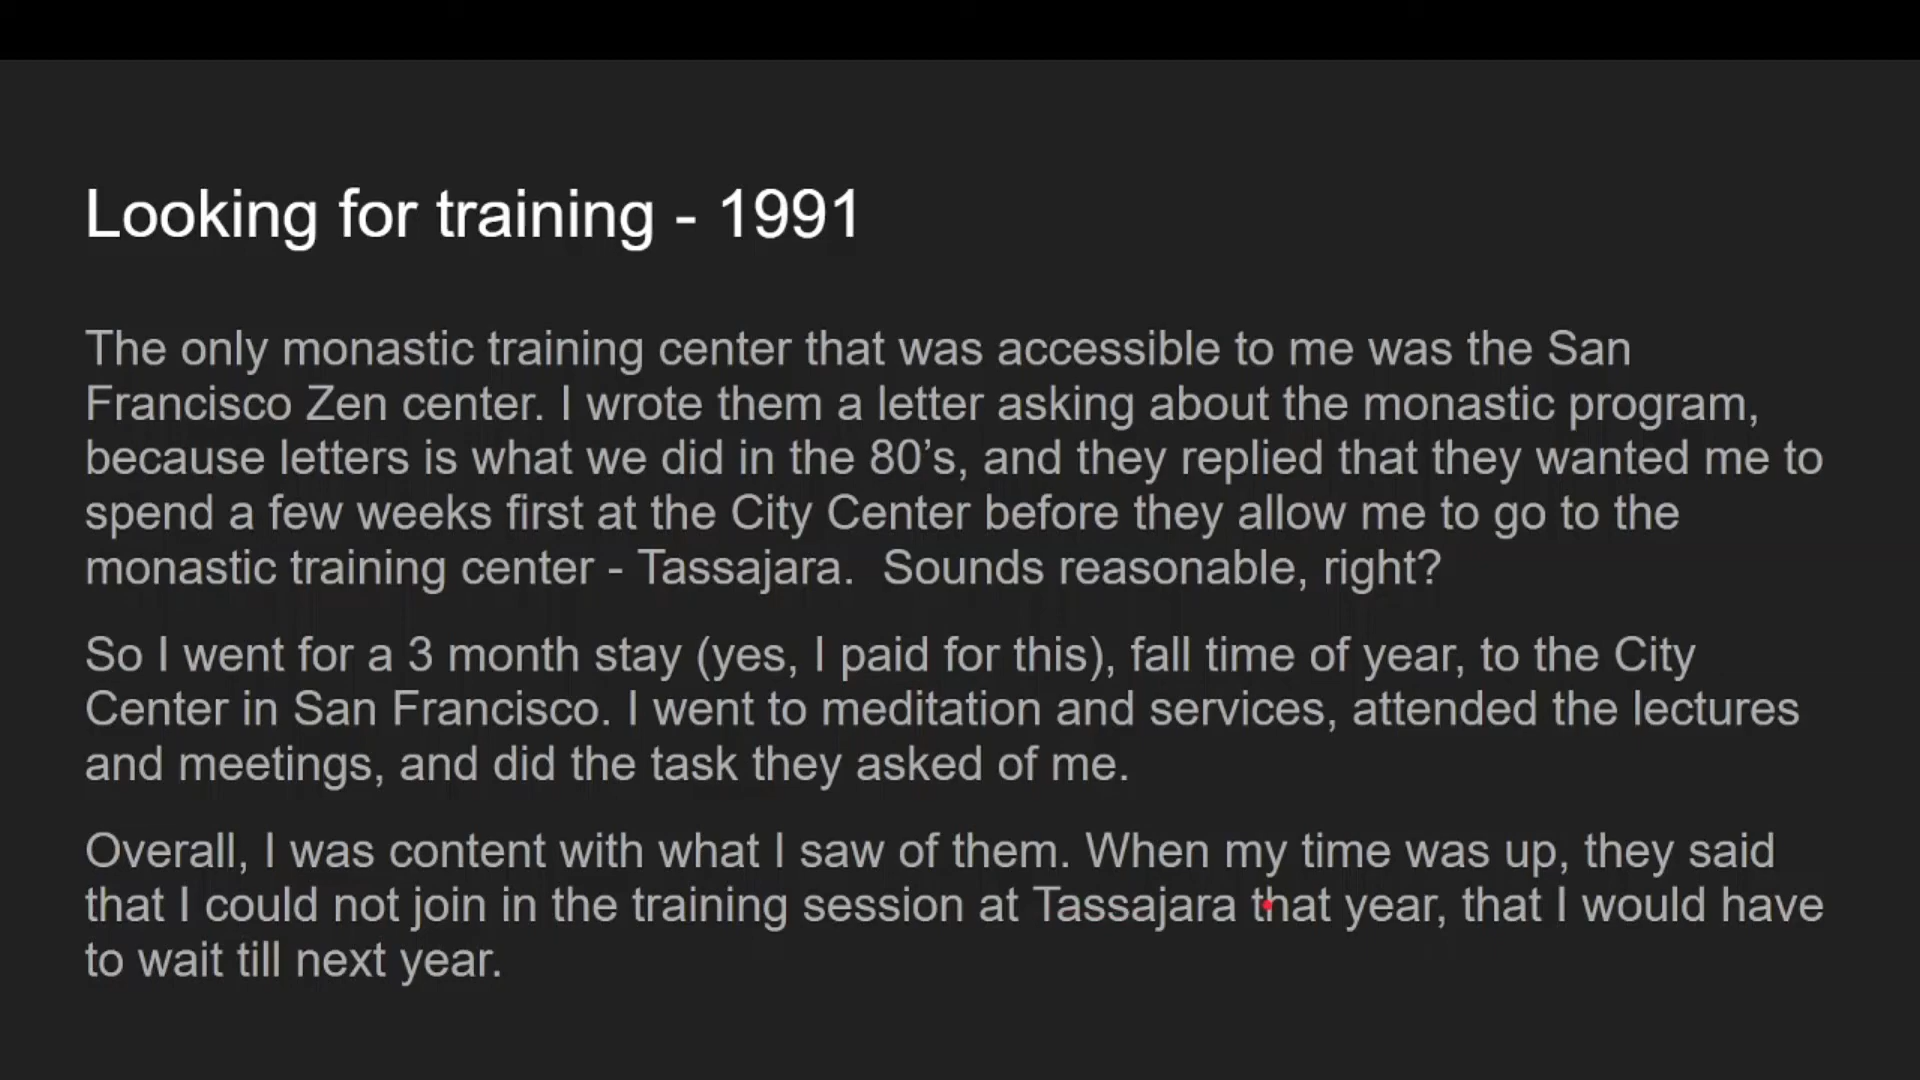 Looking for training - 1991
The only monastic training center that was accessible to me was the San
Francisco Zen center. I wrote them a letter asking about the monastic program,
because letters is what we did in the 80’s, and they replied that they wanted me to
spend a few weeks first at the City Center before they allow me to go to the
monastic training center - Tassajara.  Sounds reasonable, right?
So I went for a 3 month stay (yes, I paid for this), fall time of year, to the City
Center in San Francisco. I went to meditation and services, attended the lectures
and meetings, and did the task they asked of me.
Overall, I was content with what I saw of them. When my time was up, they said
that I could not join in the training session at Tassajara that year, that I would have
to wait till next year.